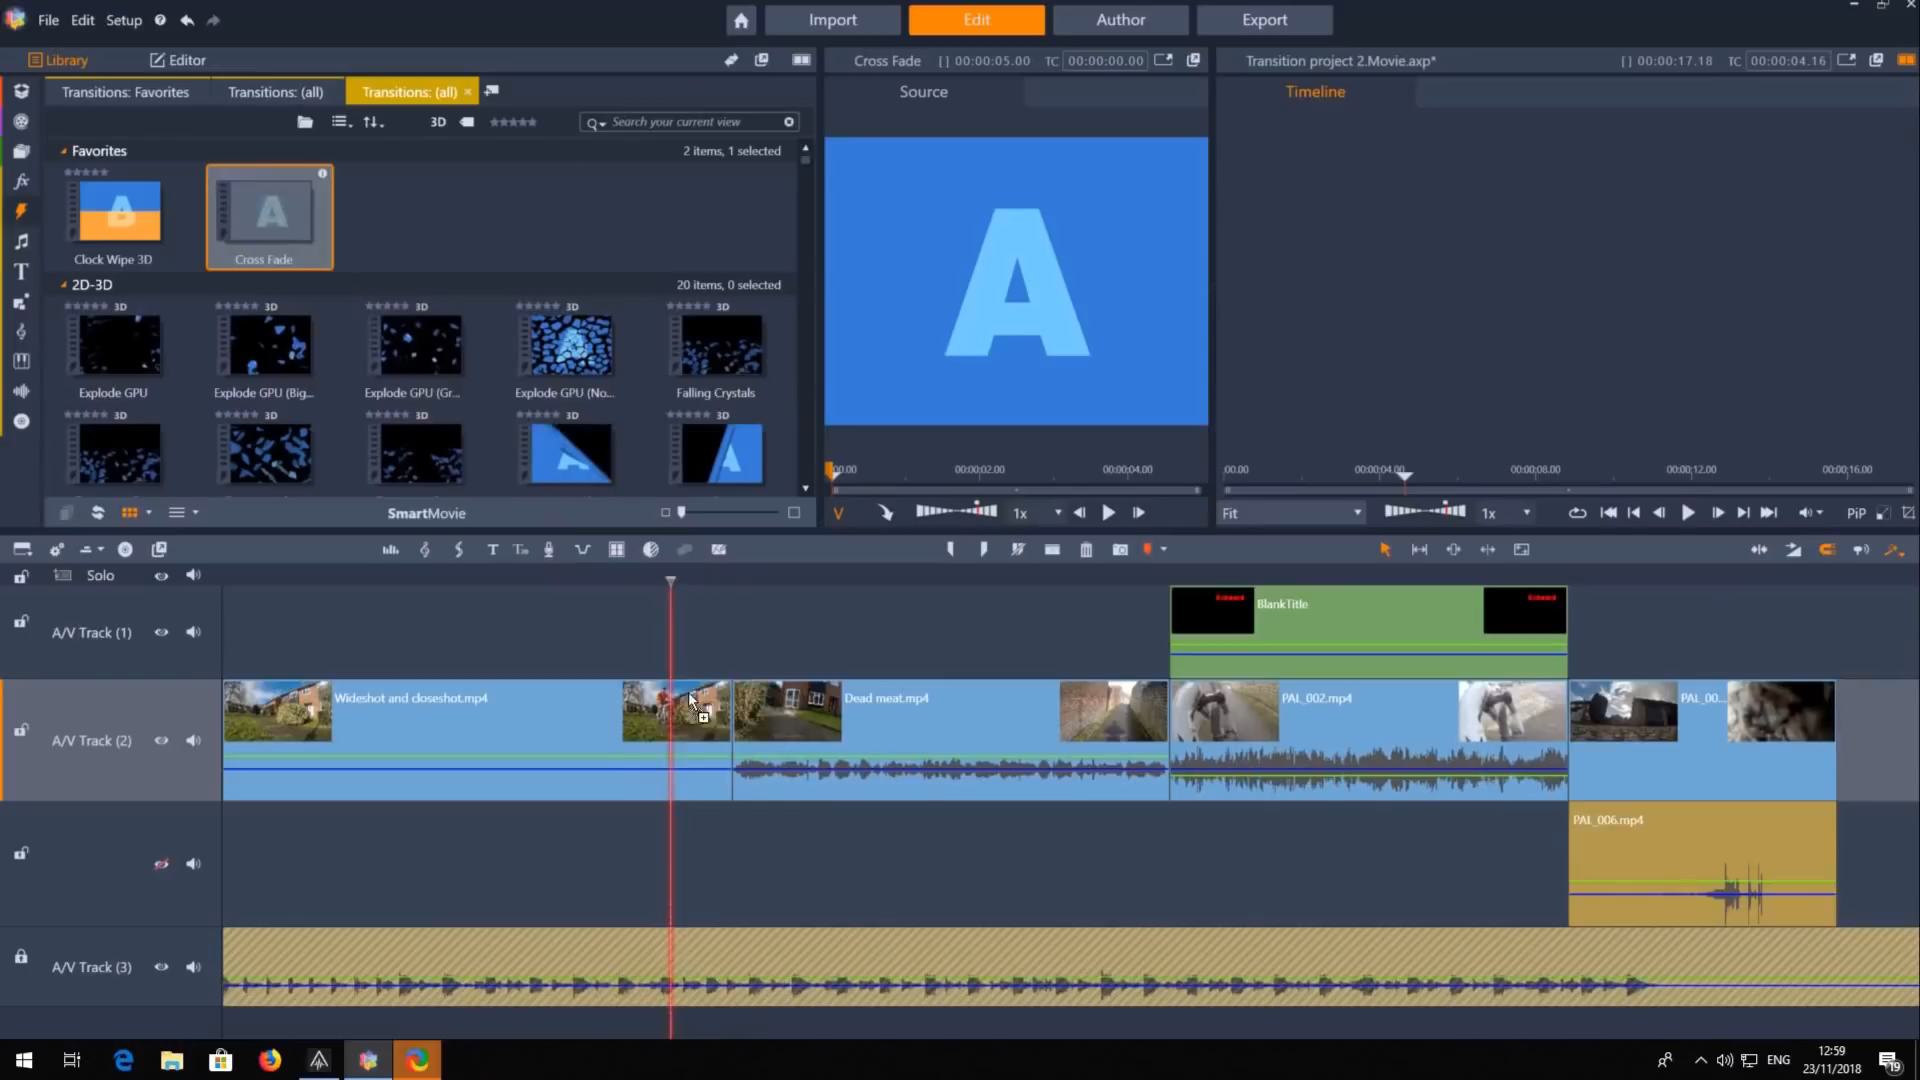 File Edit Setup
Import Edit Author Export
Library Editor
Cross Fade [] 00:00:05.00 TC 00:00:00.00
Transition project 2.Movie.axp* [] 00:00:17.18 TC 00:00:04.16
Transitions: Favorites Transitions: (all) Transitions: (all) ×
Source
Timeline
3D Search your current view
Favorites 2 items, 1 selected
Clock Wipe 3D Cross Fade
2D-3D 20 items, 0 selected
3D 3D 3D 3D 3D
Explode GPU Explode GPU (Big... Explode GPU (Gr... Explode GPU (No... Falling Crystals
3D 3D 3D 3D 3D
A
00.00 00:00:02.00 00:00:04.00
:00.00 00:00:04.00 00:00:08.00 00:00:12.00 00:00:16.00
SmartMovie
V 1x
Fit 1x PiP
Solo
A/V Track (1)
BlankTitle
A/V Track (2)
Wideshot and closeshot.mp4 Dead meat.mp4 PAL_002.mp4 PAL_00...
PAL_006.mp4
A/V Track (3)
ENG
12:59
23/11/2018
19